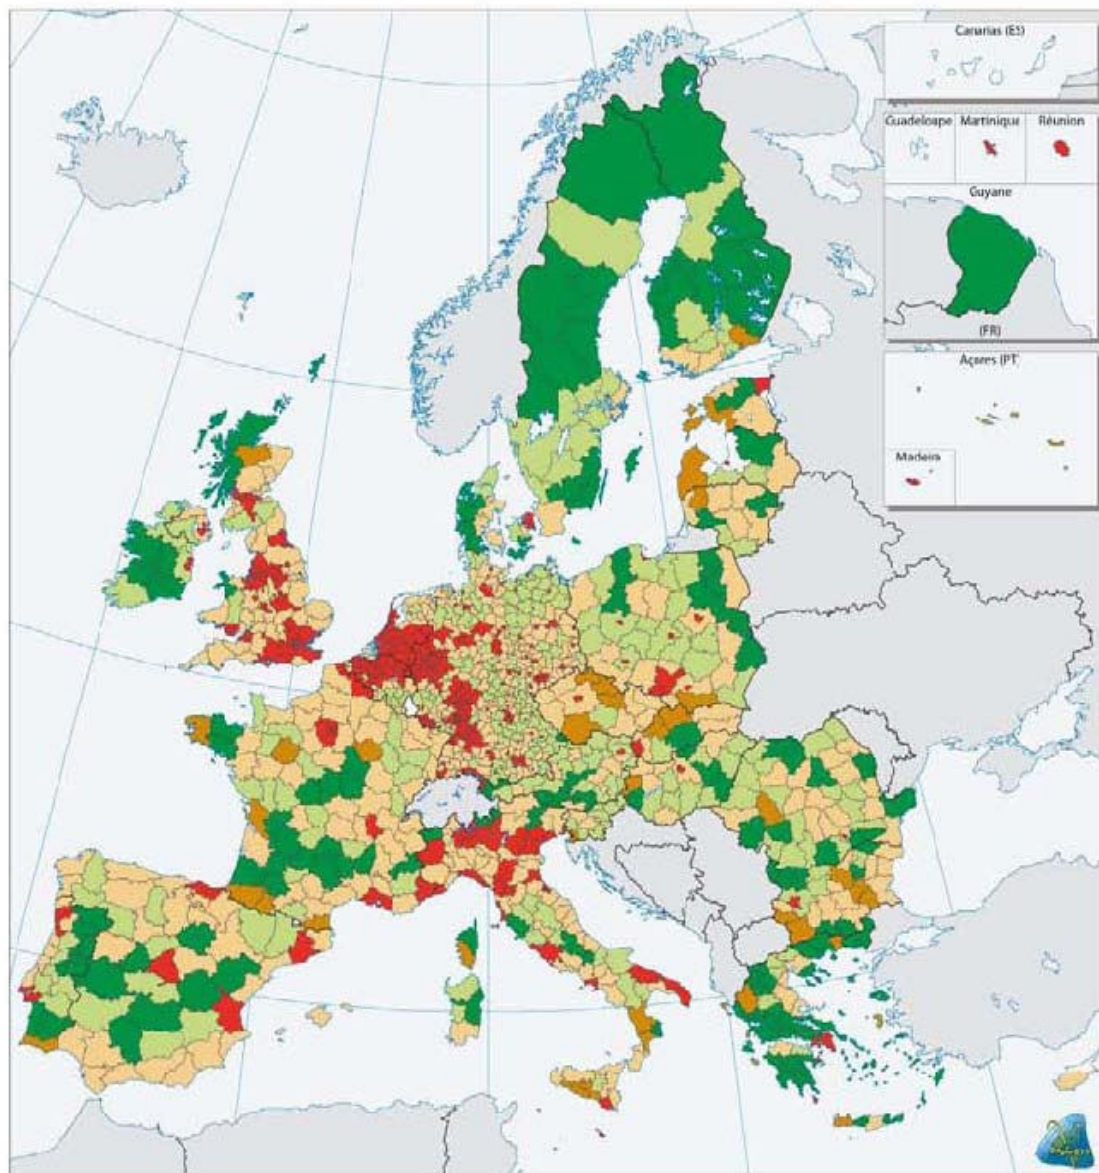 Canarias (ES)
Guadeloupe
Martinique
Réunion
Guyane
(FR)
Açores (PT)
Madeira